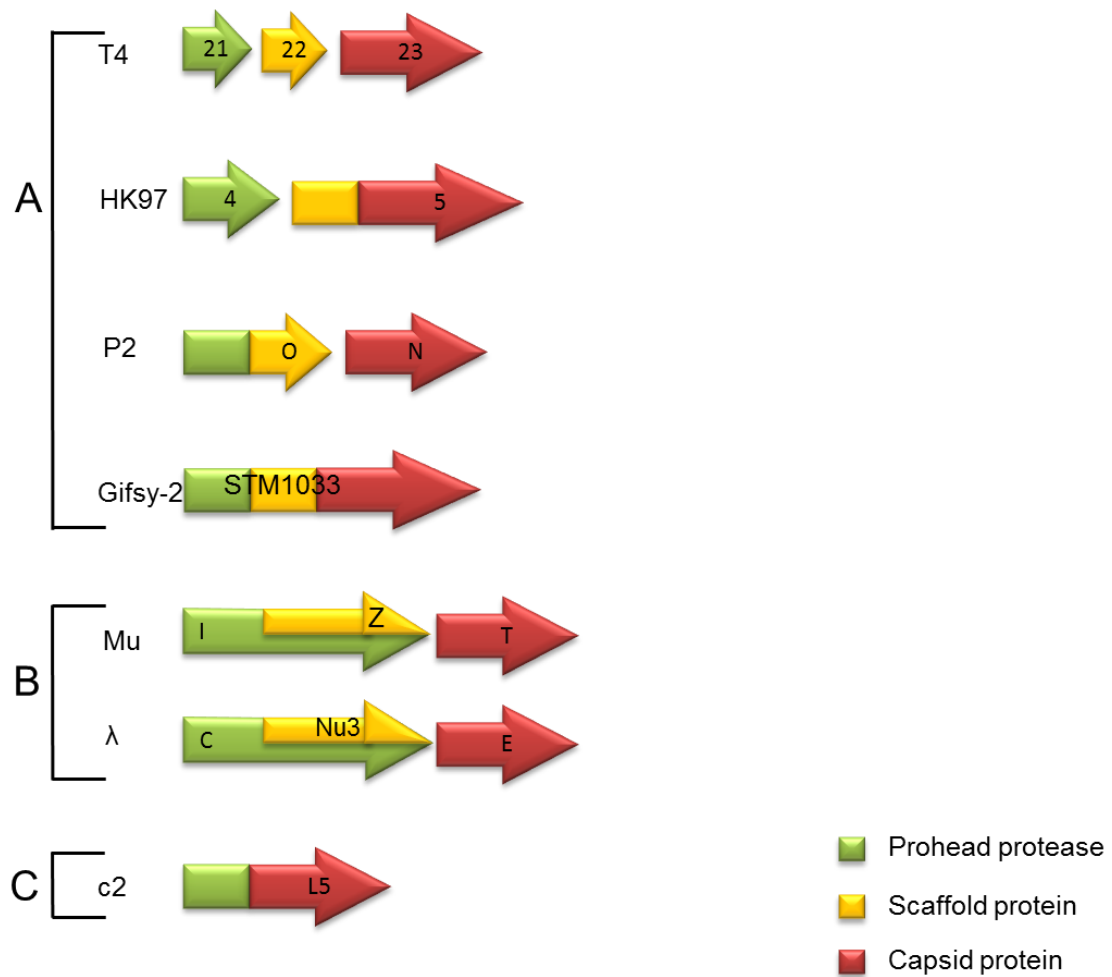 A
T4
21 22 23
HK97
4 5
P2
O N
Gifsy-2
STM1033
B
Mu
I Z T
λ
C Nu3 E
C
c2
L5
Prohead protease
Scaffold protein
Capsid protein